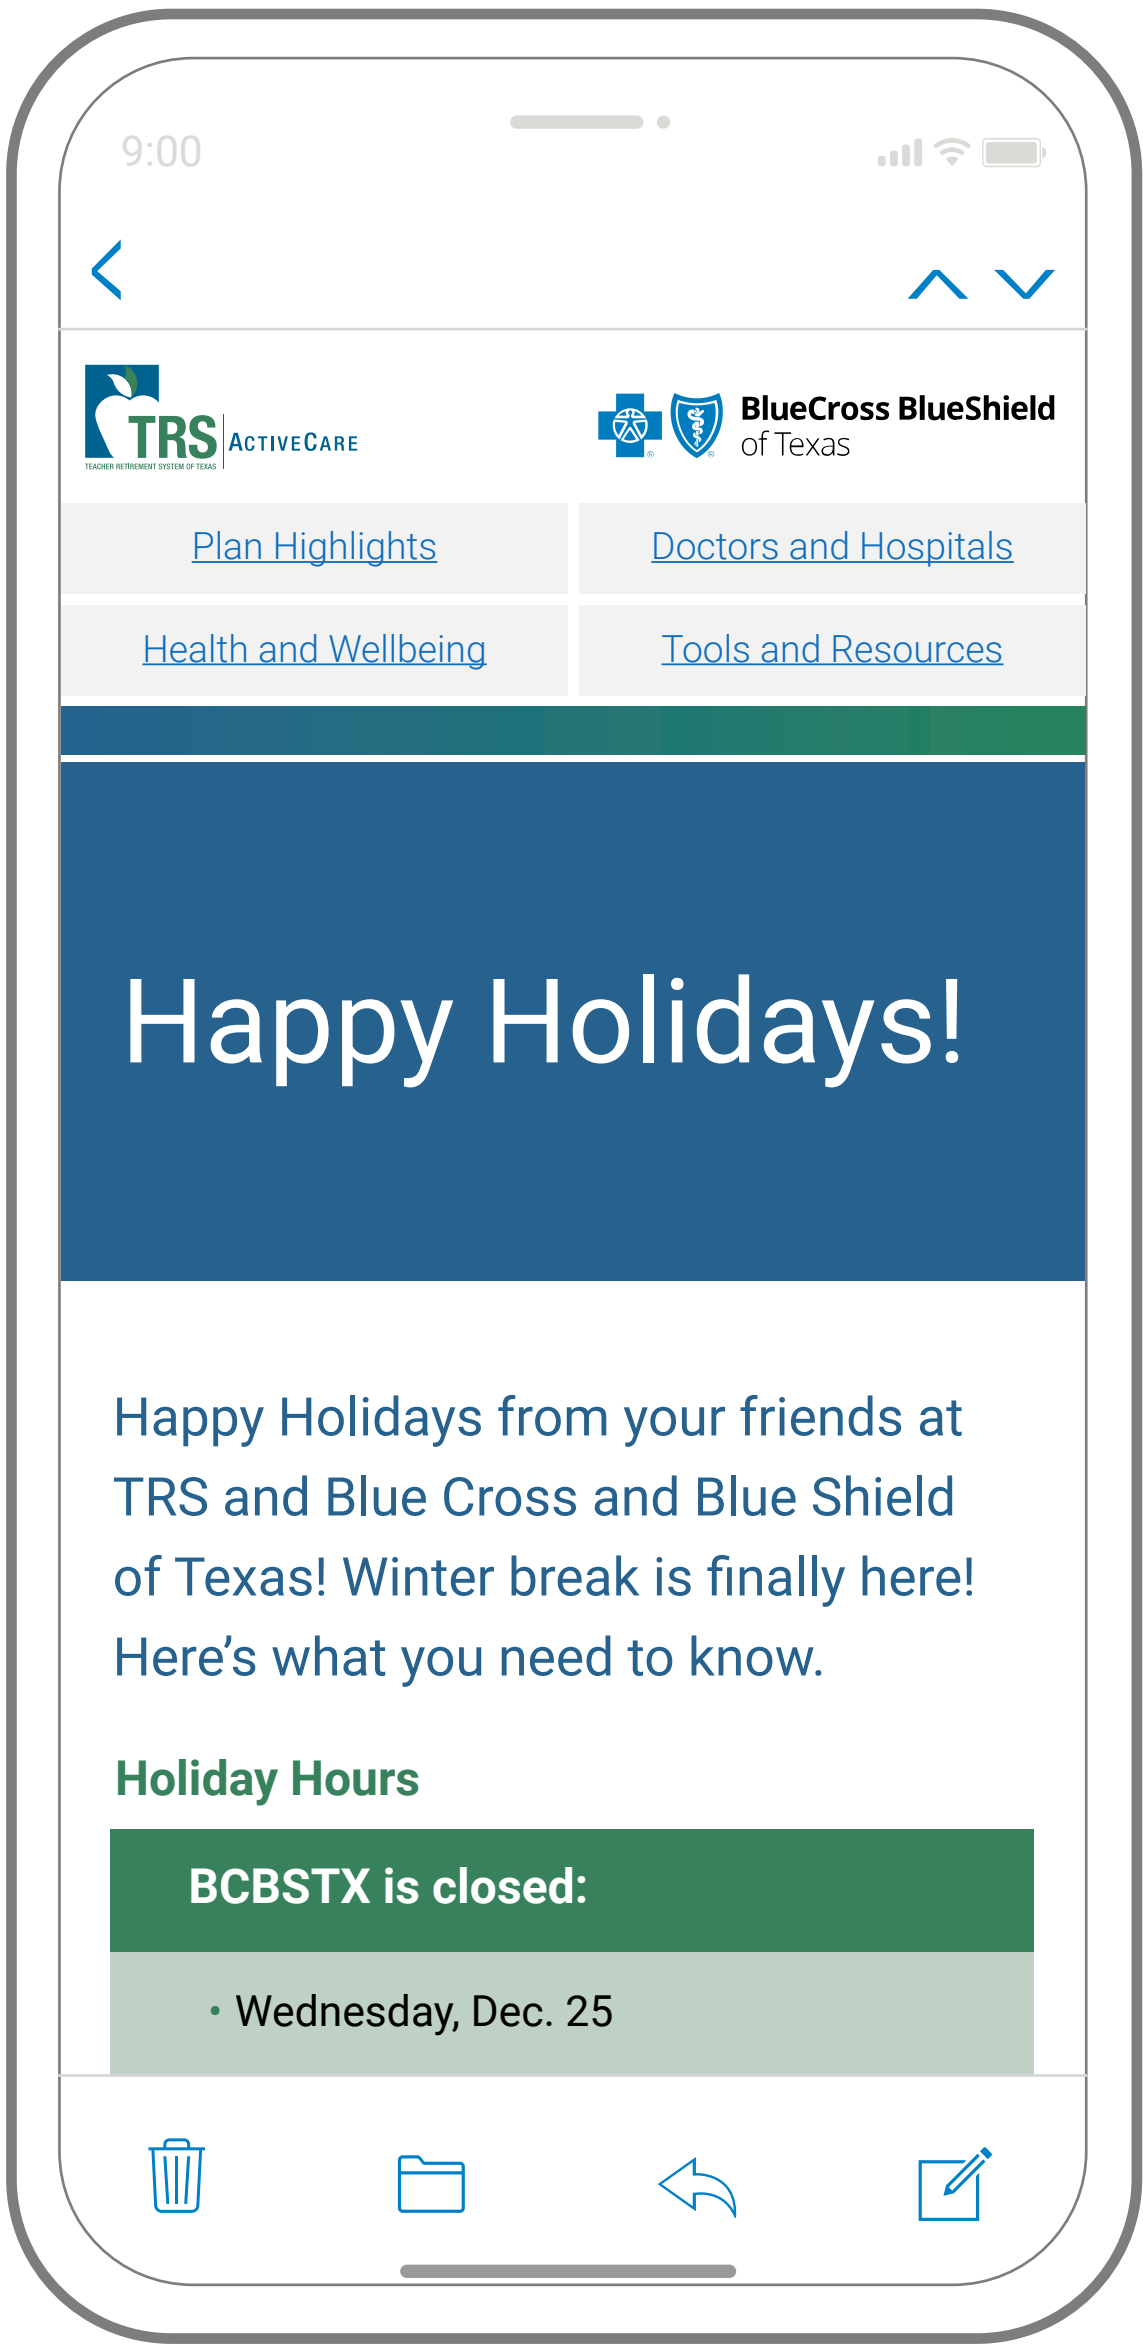 9:00
TRS
ACTIVECARE
TEACHER RETIREMENT SYSTEM OF TEXAS
BlueCross BlueShield
of Texas
Plan Highlights
Doctors and Hospitals
Health and Wellbeing
Tools and Resources
Happy Holidays!
Happy Holidays from your friends at
TRS and Blue Cross and Blue Shield
of Texas! Winter break is finally here!
Here’s what you need to know.
Holiday Hours
BCBSTX is closed:
• Wednesday, Dec. 25